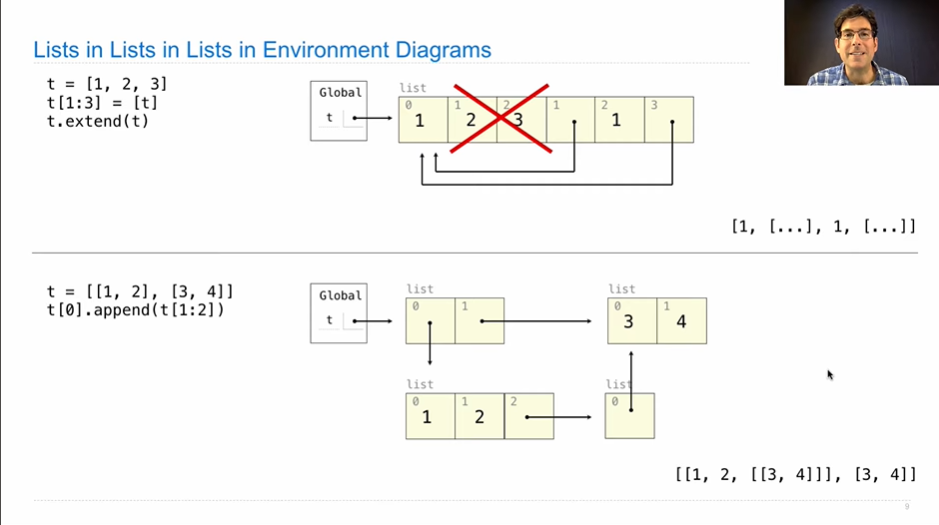 Lists in Lists in Lists in Environment Diagrams
t = [1, 2, 3]
t[1:3] = [t]
t.extend(t)
Global
t
list
0 1 2 1 2 3
1 2 3 1
[1, [...], 1, [...]]
t = [[1, 2], [3, 4]]
t[0].append(t[1:2])
Global
t
list
0 1
list
0 1
3 4
list
0 1 2
1 2
list
0
[[1, 2, [[3, 4]]], [3, 4]]
9